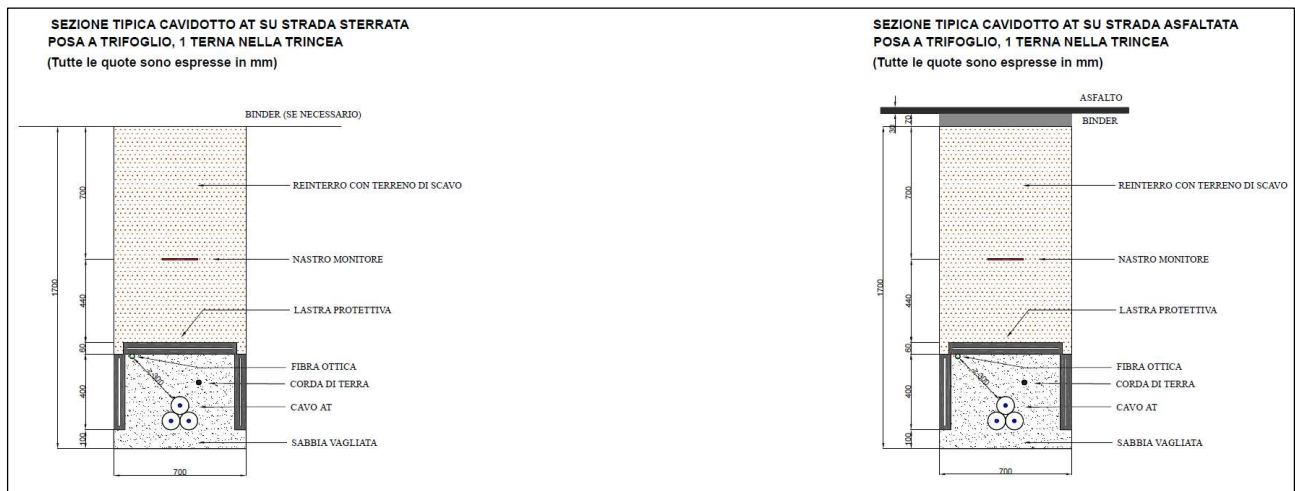 SEZIONE TIPICA CAVIDOTTO AT SU STRADA STERRATA
POSA A TRIFOGLIO, 1 TERNA NELLA TRINCEA
(Tutte le quote sono espresse in mm)
BINDER (SE NECESSARIO)
700
REINTERRO CON TERRENO DI SCAVO
NASTRO MONITORE
1700
440
LASTRA PROTETTIVA
60
FIBRA OTTICA
≥300
CORDA DI TERRA
400
CAVO AT
100
SABBIA VAGLIATA
700
SEZIONE TIPICA CAVIDOTTO AT SU STRADA ASFALTATA
POSA A TRIFOGLIO, 1 TERNA NELLA TRINCEA
(Tutte le quote sono espresse in mm)
ASFALTO
30
70
BINDER
700
REINTERRO CON TERRENO DI SCAVO
NASTRO MONITORE
1700
440
LASTRA PROTETTIVA
60
FIBRA OTTICA
≥300
CORDA DI TERRA
400
CAVO AT
100
SABBIA VAGLIATA
700